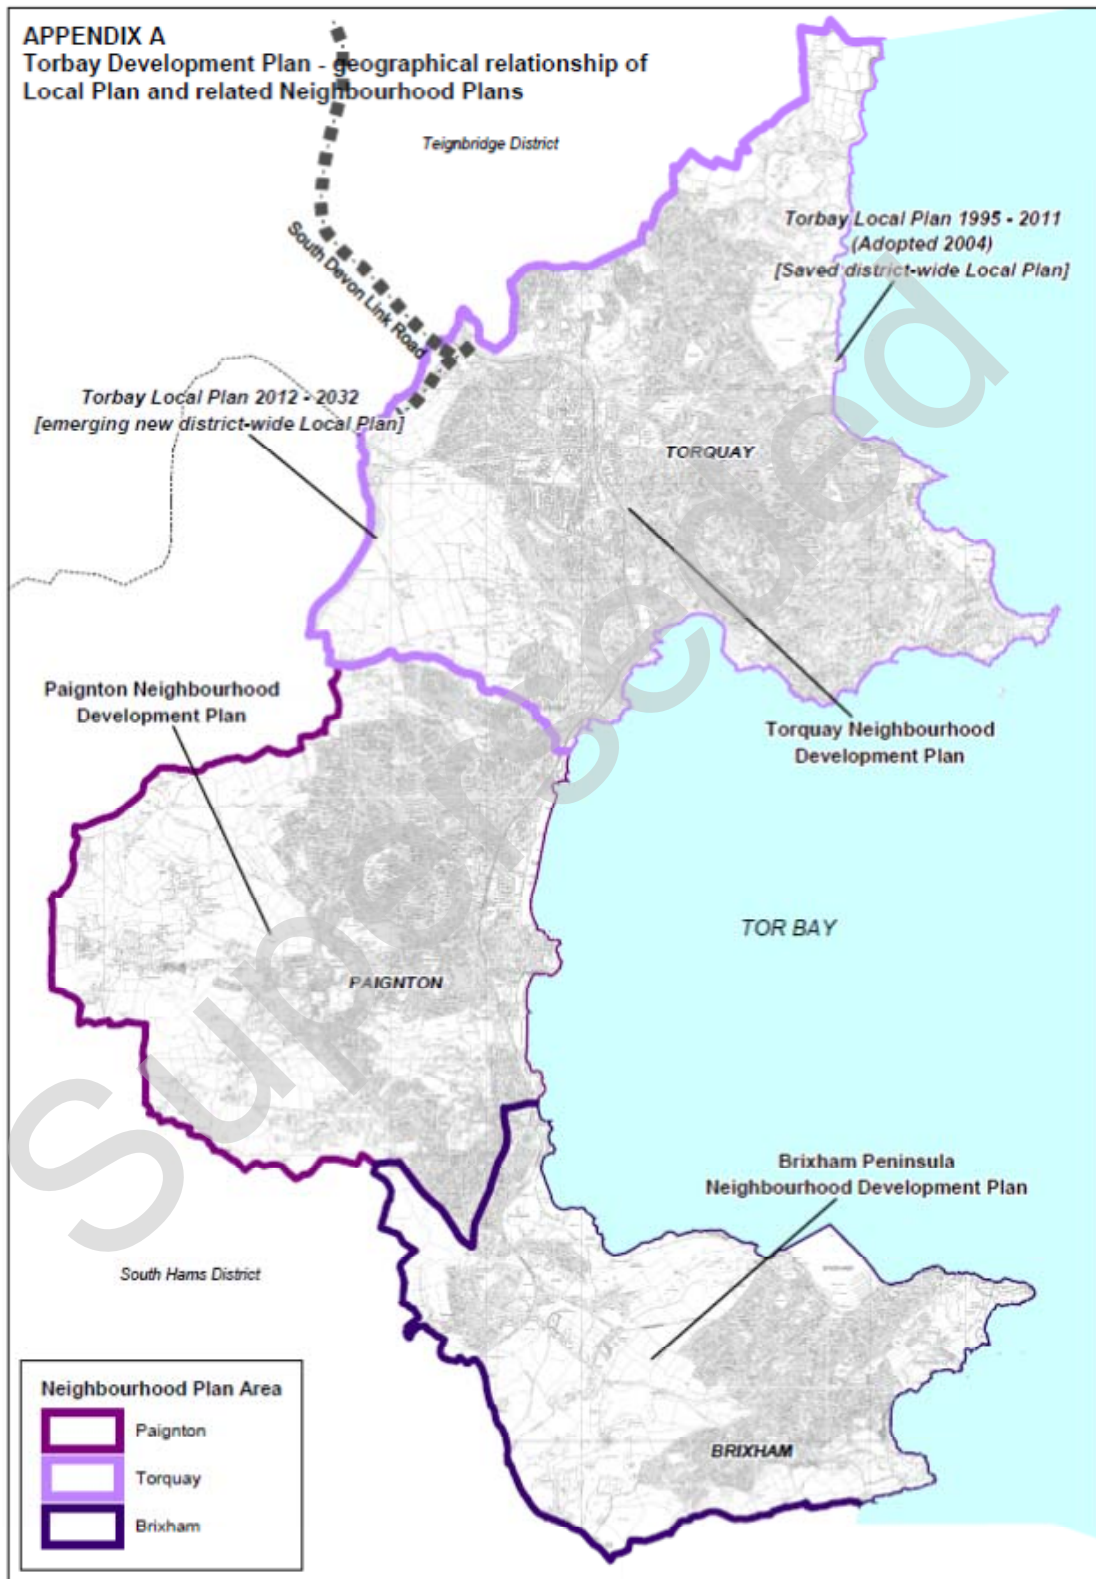 APPENDIX A
Torbay Development Plan - geographical relationship of
Local Plan and related Neighbourhood Plans
Teignbridge District
South Devon Link Road
Torbay Local Plan 1995 - 2011
(Adopted 2004)
[Saved district-wide Local Plan]
Torbay Local Plan 2012 - 2032
[emerging new district-wide Local Plan]
TORQUAY
Paignton Neighbourhood
Development Plan
Torquay Neighbourhood
Development Plan
TOR BAY
PAIGNTON
Brixham Peninsula
Neighbourhood Development Plan
South Hams District
BRIXHAM
Neighbourhood Plan Area
Paignton
Torquay
Brixham
Superseded